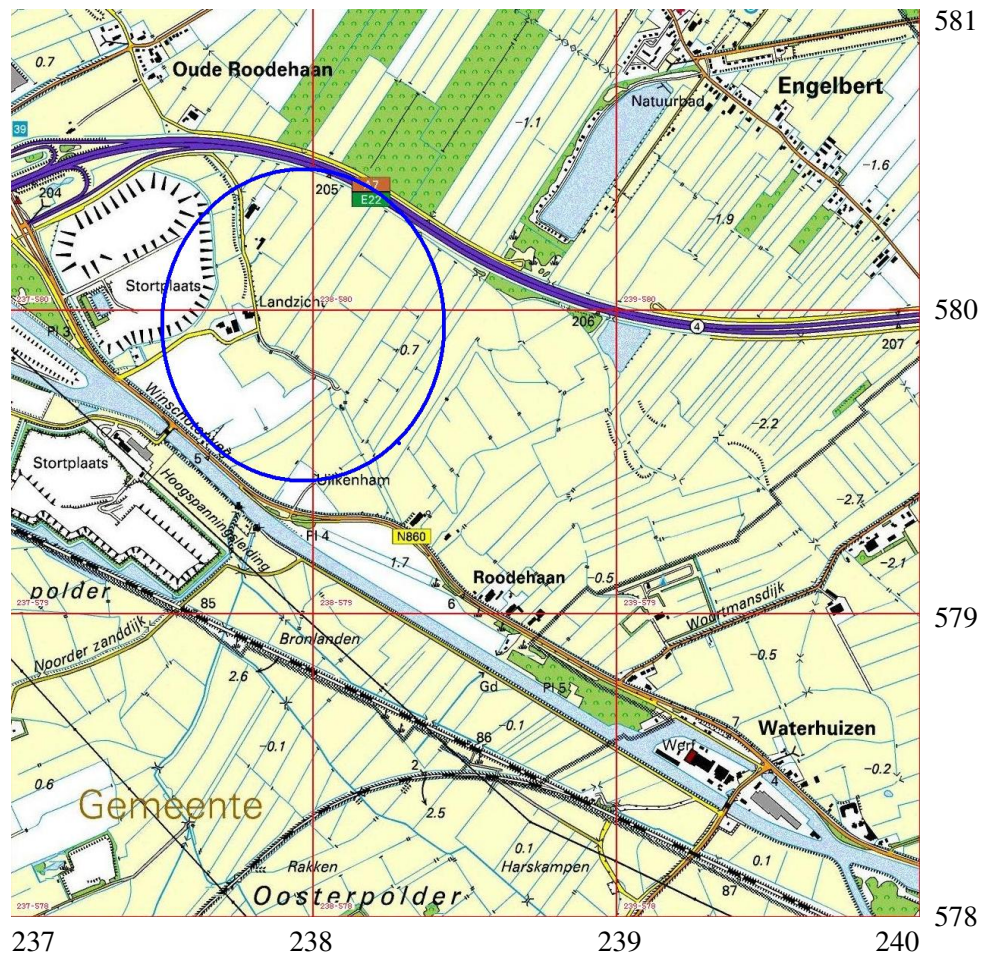 581
0.7
Oude Roodehaan
Engelbert
Natuurbad
39
-1.1
-1.6
204
205
E22
-1.9
Stortplaats
Landzicht
237-580
238-580
239-580
580
Pl 3
206
4
207
-0.7
Winschoterweg
-2.2
5
Stortplaats
Hoogspanningsleiding
Uilkenham
-2.7
Pl 4
N860
1.7
-2.1
polder
Roodehaan
-0.5
237-579
85
238-579
6
239-579
579
Woortmansdijk
Noorder zanddijk
Bronlanden
2.6
-0.5
Gd
Pl 5
-0.1
-0.1
7
Waterhuizen
86
Werf
0.6
2
4
-0.2
Gemeente
2.5
0.1
0.1
Rakken
Harskampen
87
Oosterpolder
237-578
238-578
239-578
578
237
238
239
240